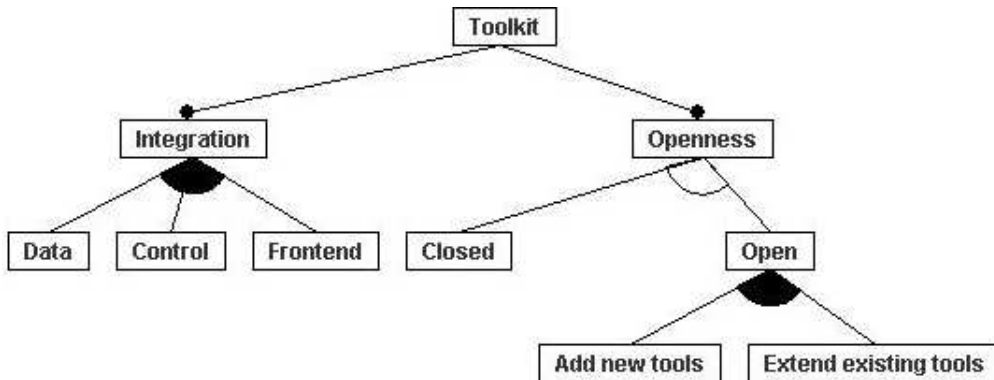 Toolkit
Integration
Openness
Data
Control
Frontend
Closed
Open
Add new tools
Extend existing tools